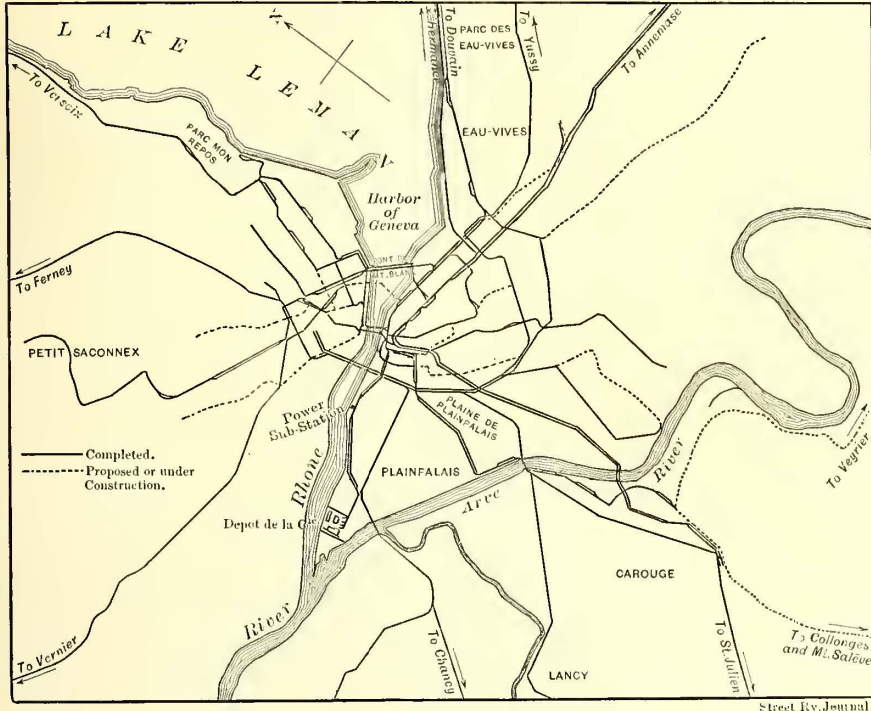 LAKE
LEMAN
N
To Versoix
PARC MON
REPOS
Hermance
To Douvain
PARC DES
EAU-VIVES
To Yussy
To Annemase
EAU-VIVES
Harbor
of
Geneva
PONT DU
MT. BLANC
To Ferney
PETIT SACONNEX
Power
Sub-Station
PLAINE DE
PLAINPALAIS
Completed.
Proposed or under
Construction.
PLAINFALAIS
Rhone
River
Arve
River
To Veyrier
Depot de la Cie.
CAROUGE
To Vernier
To Chancy
LANCY
To St. Julien
To Collonges
and Mt. Salève
Street Ry. Journal